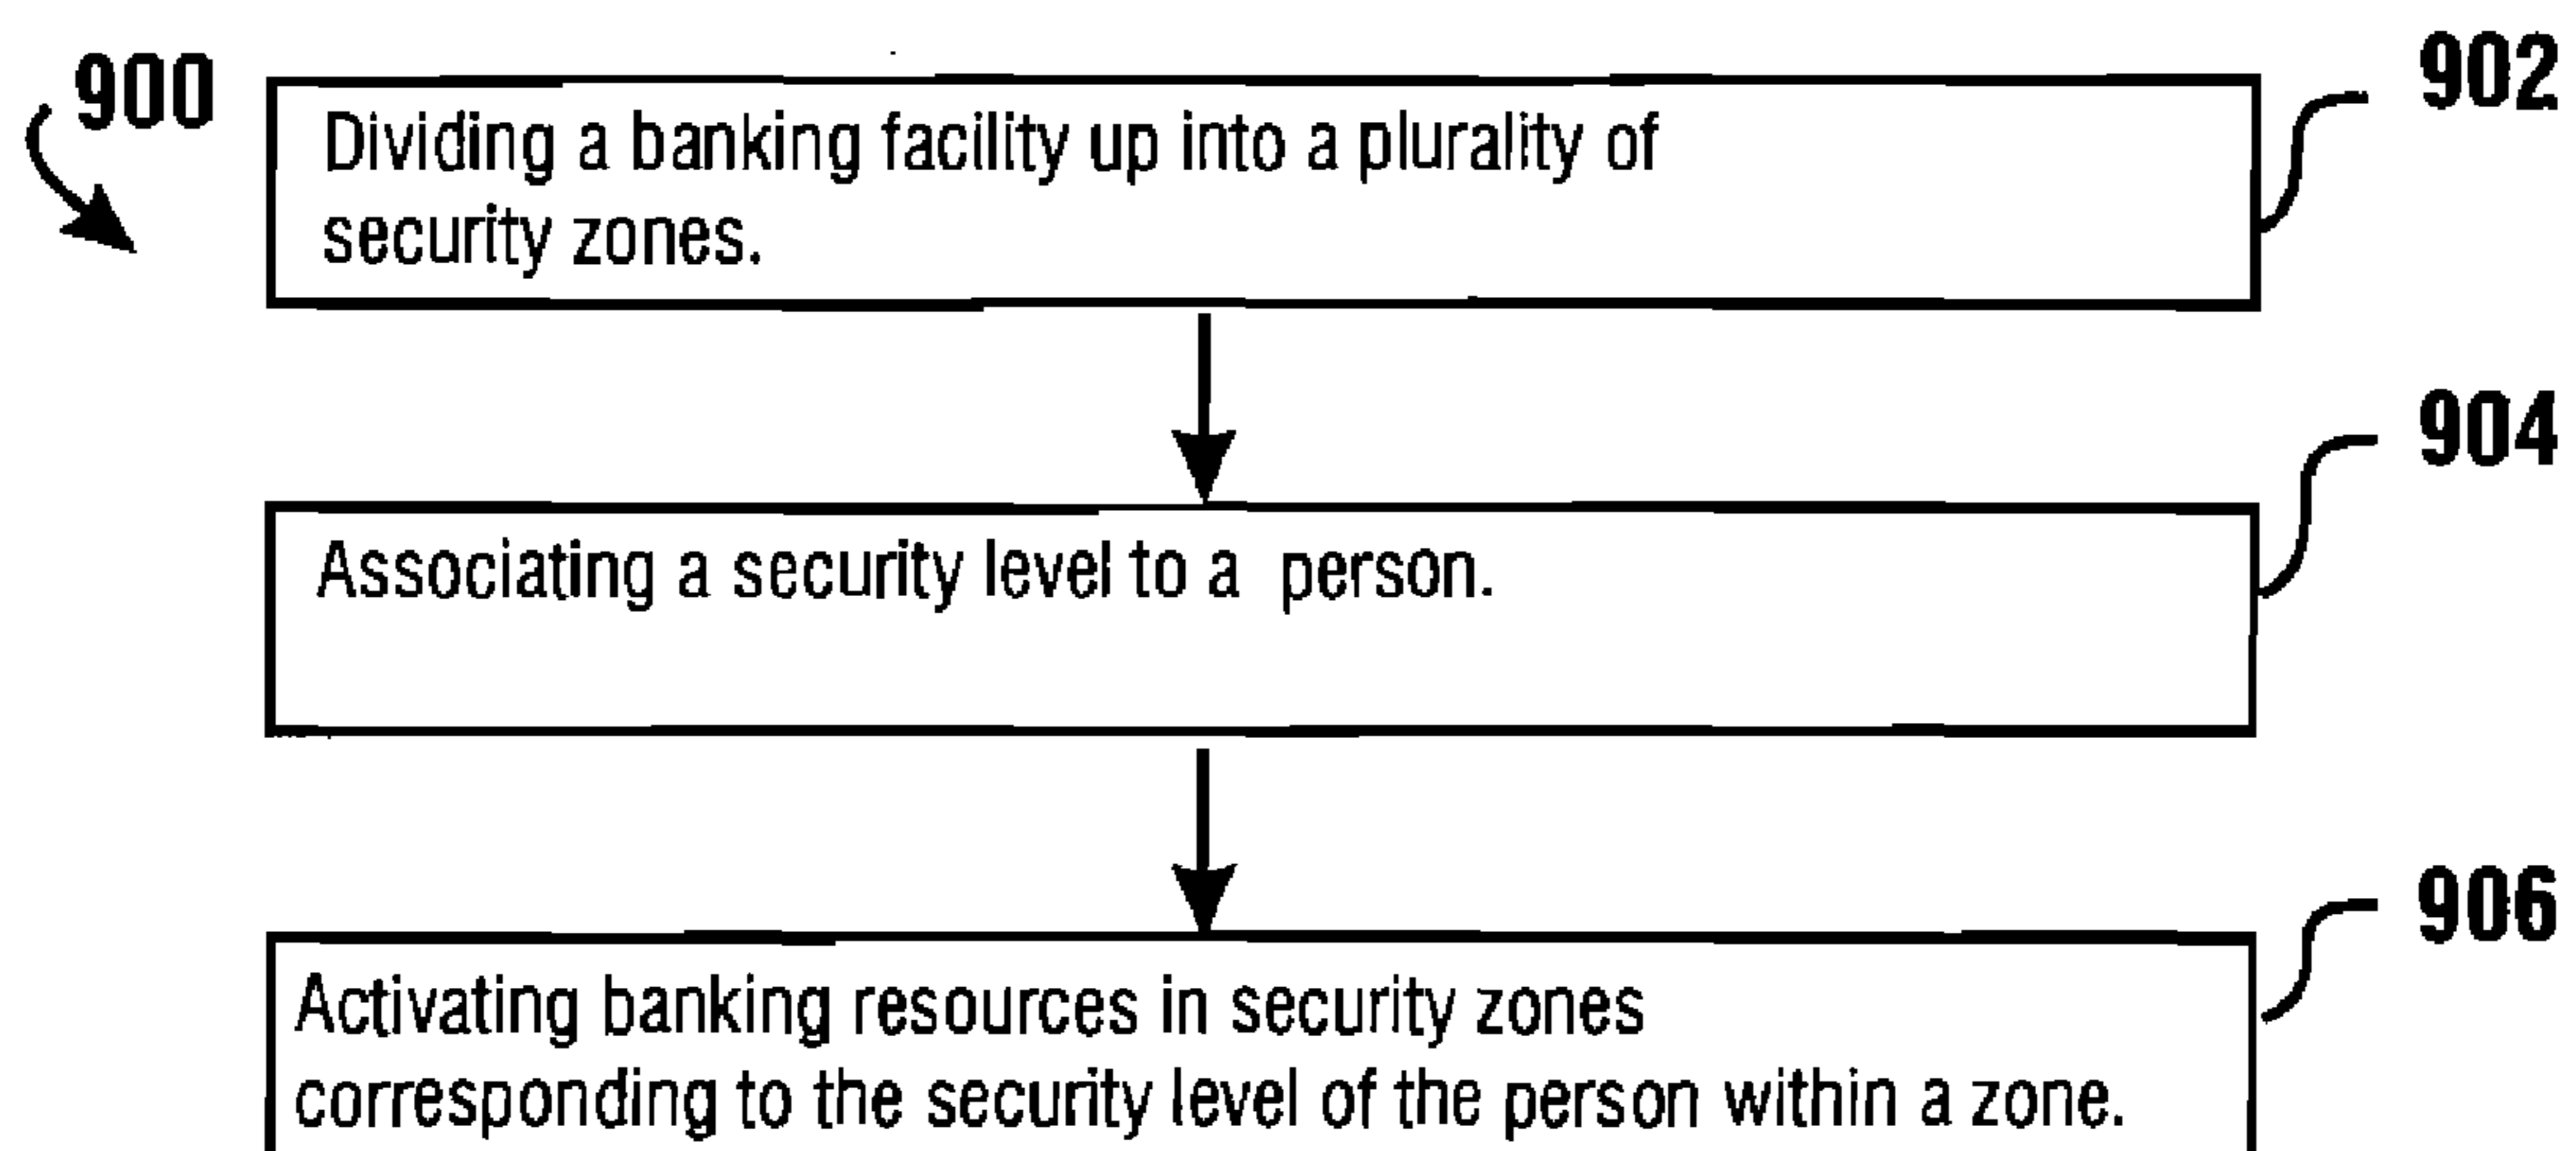 900
902
Dividing a banking facility up into a plurality of
security zones.
904
Associating a security level to a person.
906
Activating banking resources in security zones
corresponding to the security level of the person within a zone.